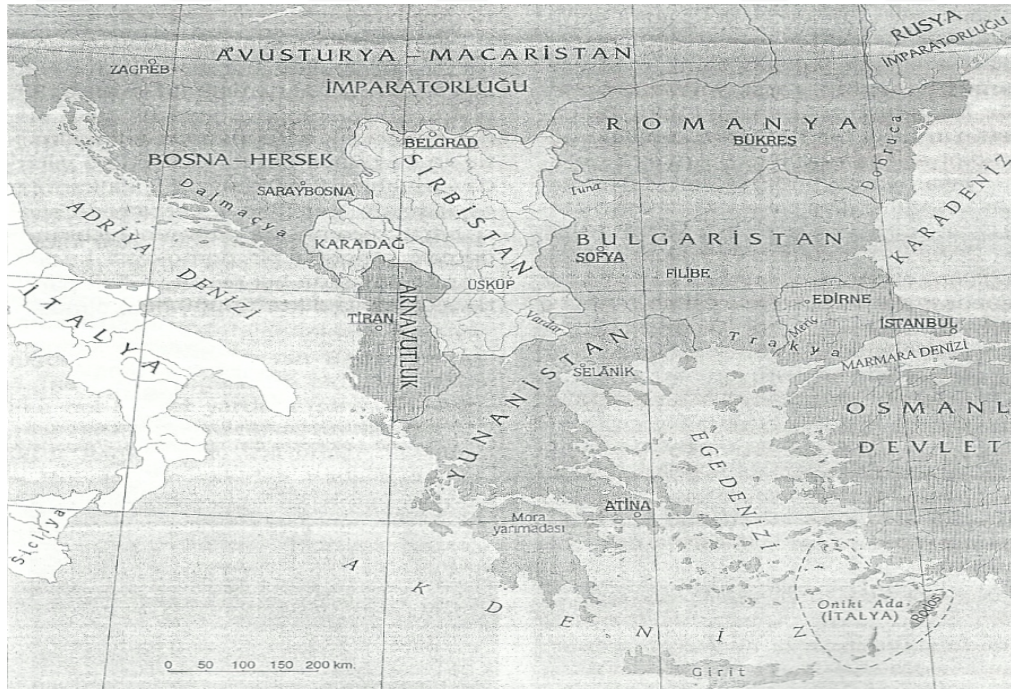 RUSYA
İMPARATORLUĞU
AVUSTURYA – MACARİSTAN
İMPARATORLUĞU
ZAGREB
ROMANYA
BÜKREŞ
Dobruca
BELGRAD
BOSNA – HERSEK
SARAYBOSNA
SIRBİSTAN
Tuna
KARADENİZ
Dalmaçya
ADRİYA DENİZİ
KARADAĞ
BULGARİSTAN
SOFYA
FİLİBE
ÜSKÜP
EDİRNE
İTALYA
TİRAN
ARNAVUTLUK
Vardar
Meriç
Trakya
İSTANBUL
MARMARA DENİZİ
SELANİK
YUNANİSTAN
OSMANL
DEVLET
EGE DENİZİ
ATİNA
Mora
yarımadası
Siçilya
AKDENİZ
Oniki Ada
(İTALYA)
Rodos
Girit
0 50 100 150 200 km.